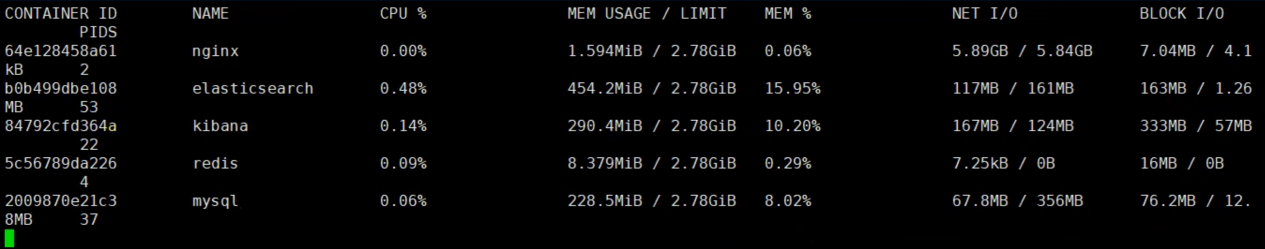 CONTAINER ID        NAME                CPU %               MEM USAGE / LIMIT    MEM %               NET I/O             BLOCK I/O
        PIDS
64e128458a61        nginx               0.00%               1.594MiB / 2.78GiB   0.06%               5.89GB / 5.84GB     7.04MB / 4.1
kB      2
b0b499dbe108        elasticsearch       0.48%               454.2MiB / 2.78GiB   15.95%              117MB / 161MB       163MB / 1.26
MB      53
84792cfd364a        kibana              0.14%               290.4MiB / 2.78GiB   10.20%              167MB / 124MB       333MB / 57MB
        22
5c56789da226        redis               0.09%               8.379MiB / 2.78GiB   0.29%               7.25kB / 0B         16MB / 0B
        4
2009870e21c3        mysql               0.06%               228.5MiB / 2.78GiB   8.02%               67.8MB / 356MB      76.2MB / 12.
8MB     37